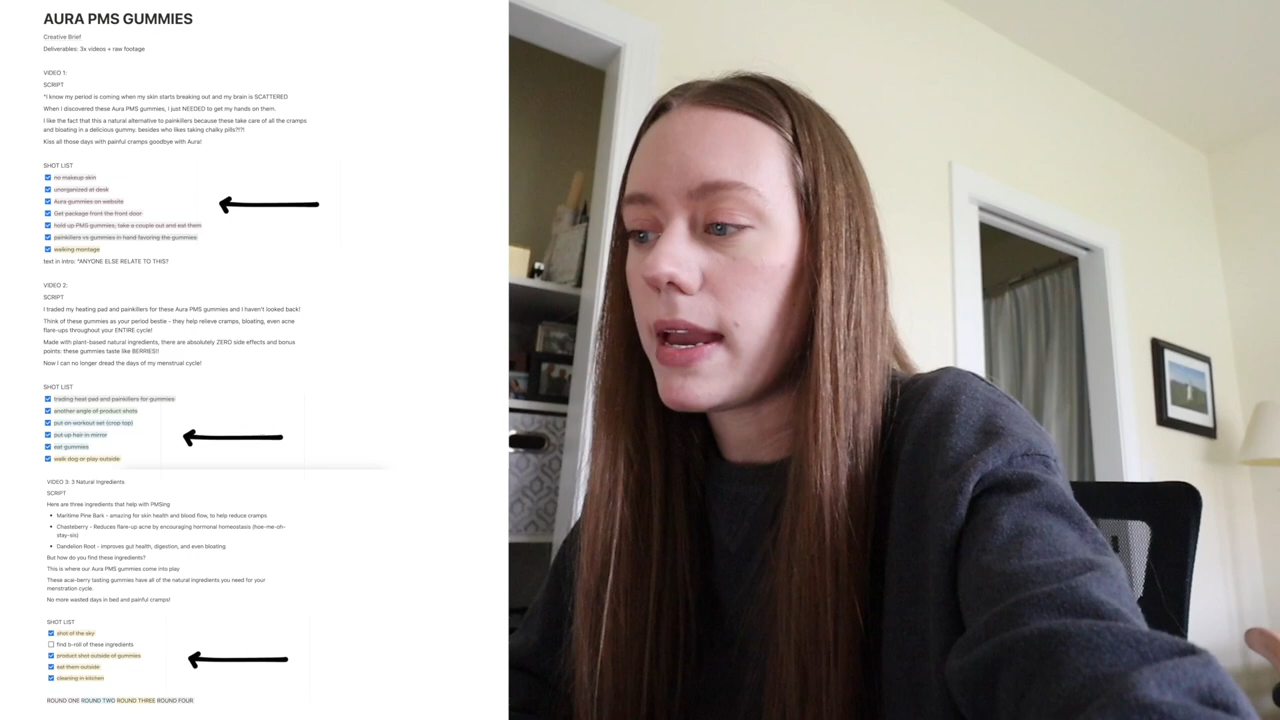 AURA PMS GUMMIES
Creative Brief
Deliverables: 3x videos + raw footage
VIDEO 1:
SCRIPT
"I know my period is coming when my skin starts breaking out and my brain is SCATTERED
When I discovered these Aura PMS gummies, I just NEEDED to get my hands on them.
I like the fact that this a natural alternative to painkillers because these take care of all the cramps
and bloating in a delicious gummy. besides who likes taking chalky pills?!?!
Kiss all those days with painful cramps goodbye with Aura!
SHOT LIST
no makeup skin
unorganized at desk
Aura gummies on website
Get package front the front door
hold up PMS gummies, take a couple out and eat them
painkillers vs gummies in hand favoring the gummies
walking montage
text in intro: "ANYONE ELSE RELATE TO THIS?
VIDEO 2:
SCRIPT
I traded my heating pad and painkillers for these Aura PMS gummies and I haven't looked back!
Think of these gummies as your period bestie - they help relieve cramps, bloating, even acne
flare-ups throughout your ENTIRE cycle!
Made with plant-based natural ingredients, there are absolutely ZERO side effects and bonus
points: these gummies taste like BERRIES!!
Now I can no longer dread the days of my menstrual cycle!
SHOT LIST
trading heat pad and painkillers for gummies
another angle of product shots
put on workout set (crop top)
put up hair in mirror
eat gummies
walk dog or play outside
VIDEO 3: 3 Natural Ingredients
SCRIPT
Here are three ingredients that help with PMSing
• Maritime Pine Bark - amazing for skin health and blood flow, to help reduce cramps
• Chasteberry - Reduces flare-up acne by encouraging hormonal homeostasis (hoe-me-oh-
stay-sis)
• Dandelion Root - improves gut health, digestion, and even bloating
But how do you find these ingredients?
This is where our Aura PMS gummies come into play
These acai-berry tasting gummies have all of the natural ingredients you need for your
menstration cycle.
No more wasted days in bed and painful cramps!
SHOT LIST
shot of the sky
find b-roll of these ingredients
product shot outside of gummies
eat them outside
cleaning in kitchen
ROUND ONE ROUND TWO ROUND THREE ROUND FOUR